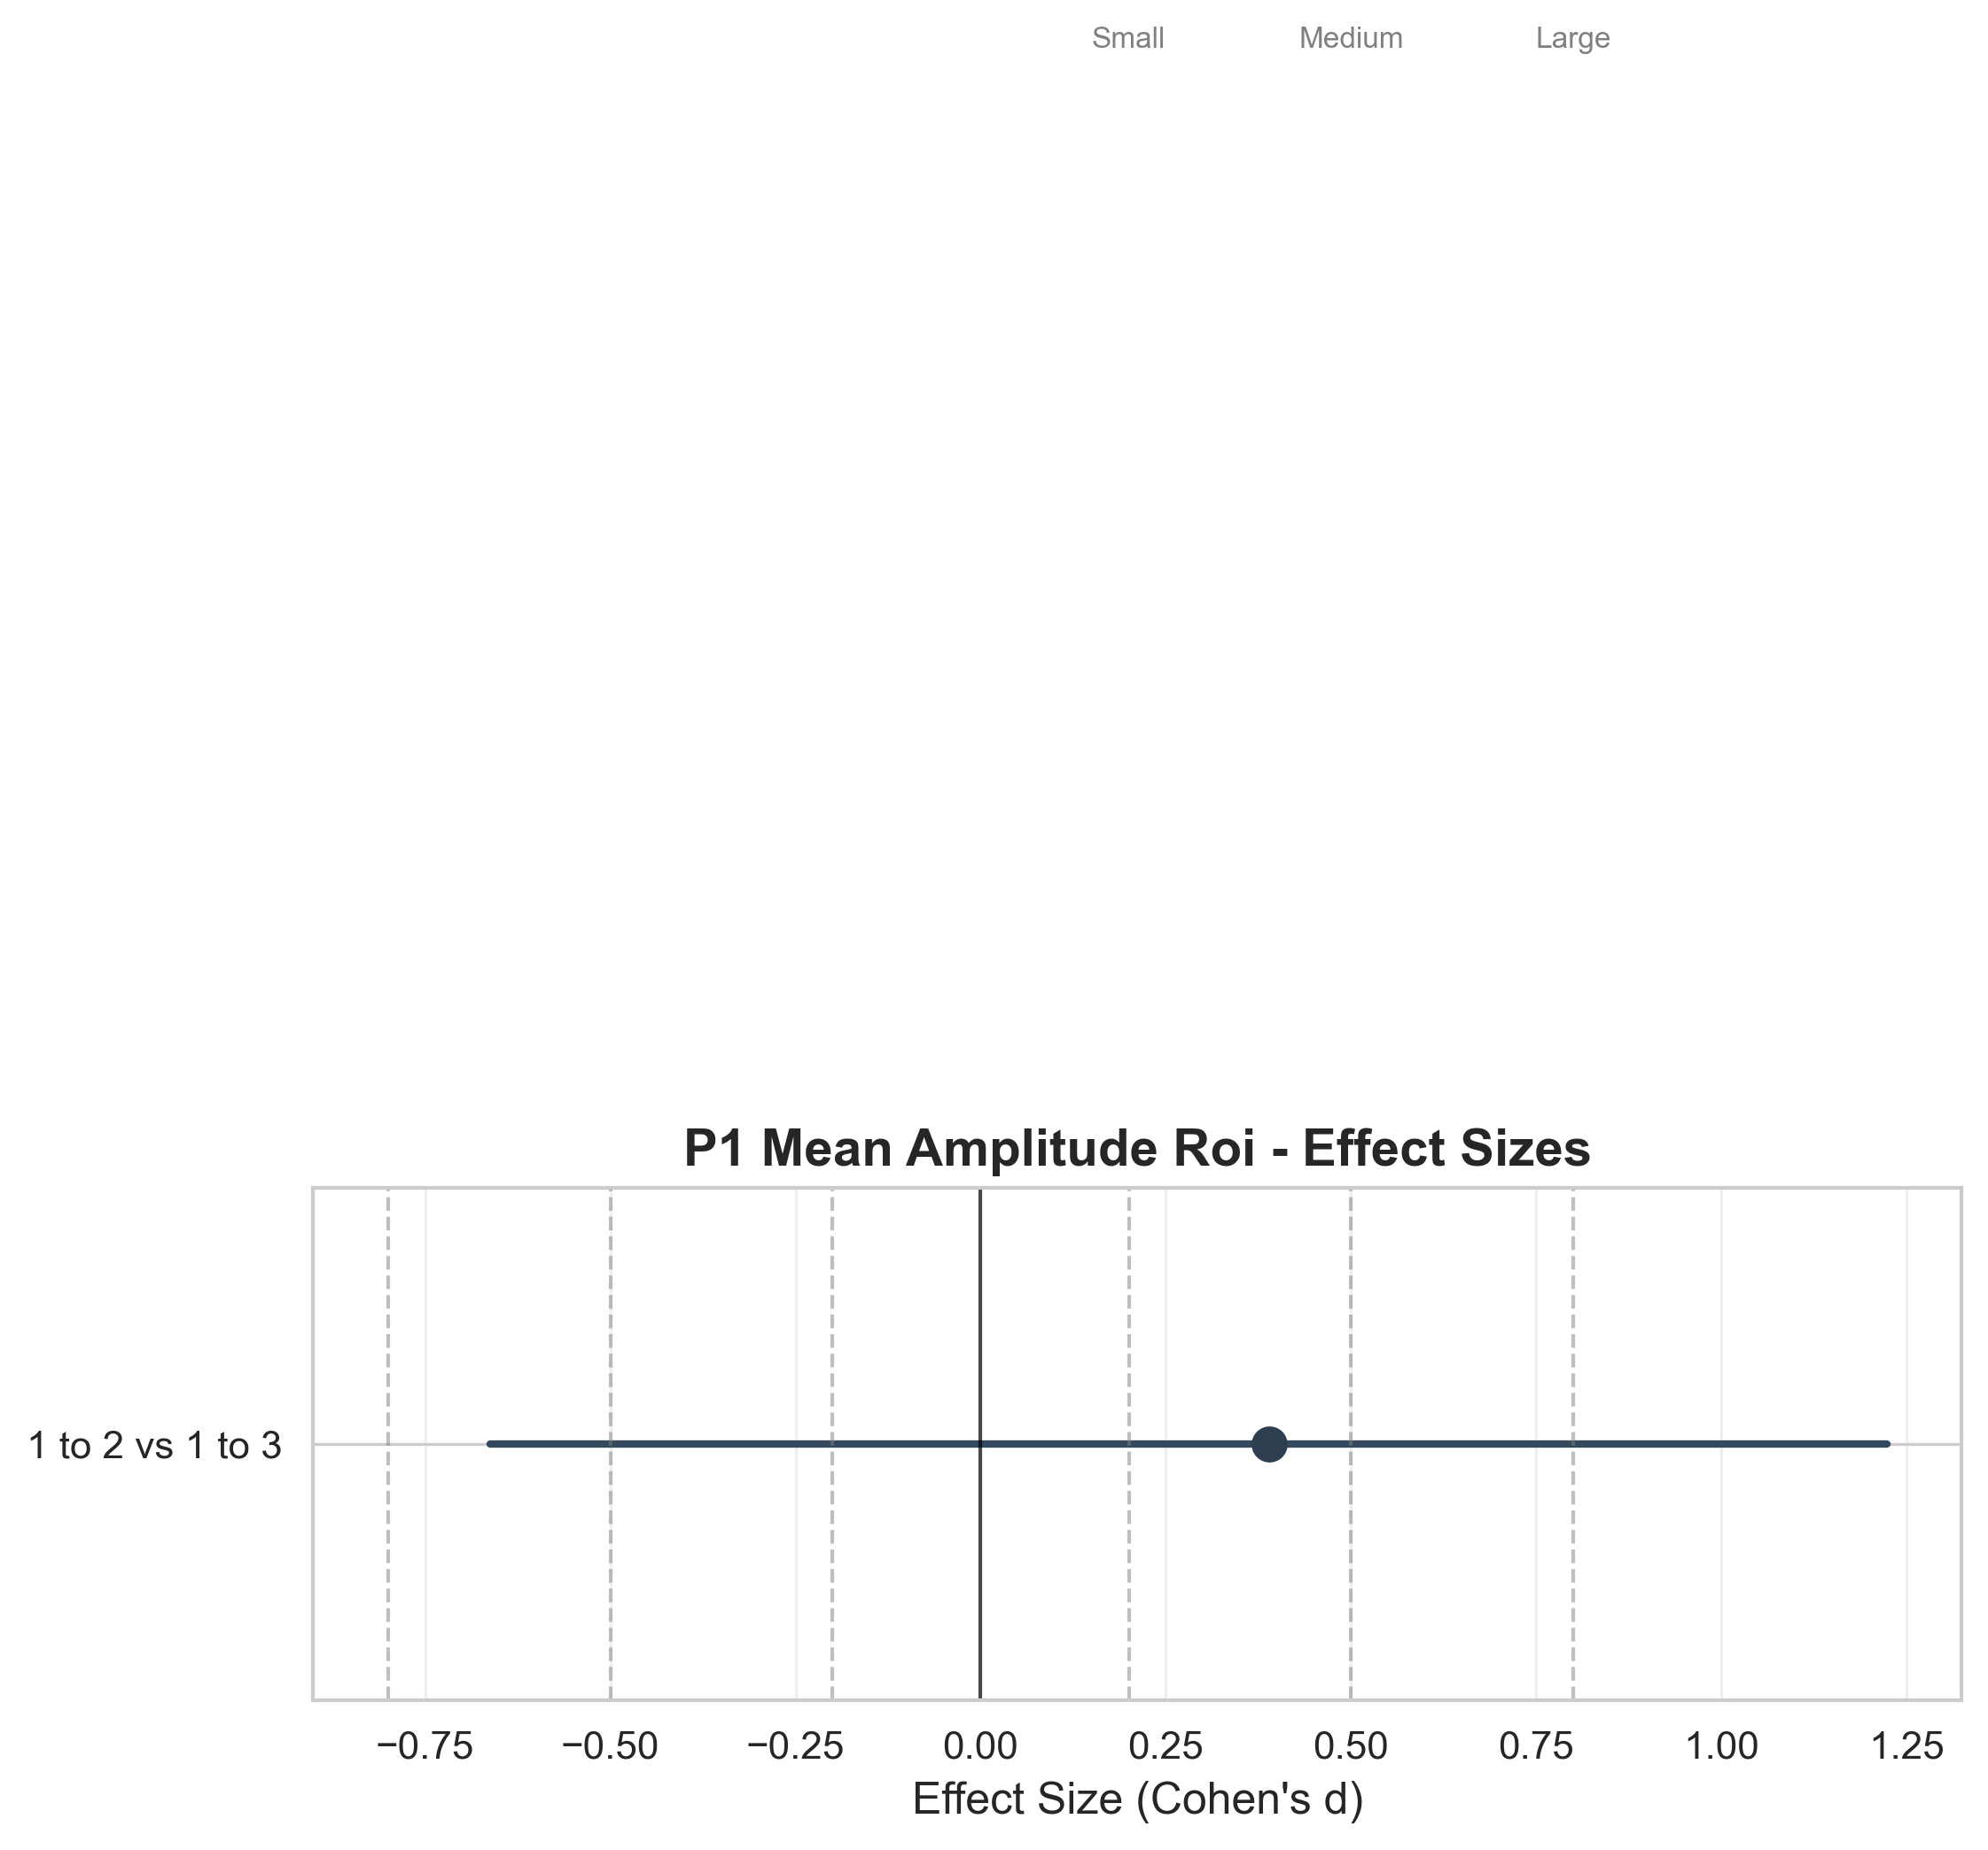 Small Medium Large
P1 Mean Amplitude Roi - Effect Sizes
1 to 2 vs 1 to 3
−0.75 −0.50 −0.25 0.00 0.25 0.50 0.75 1.00 1.25
Effect Size (Cohen's d)